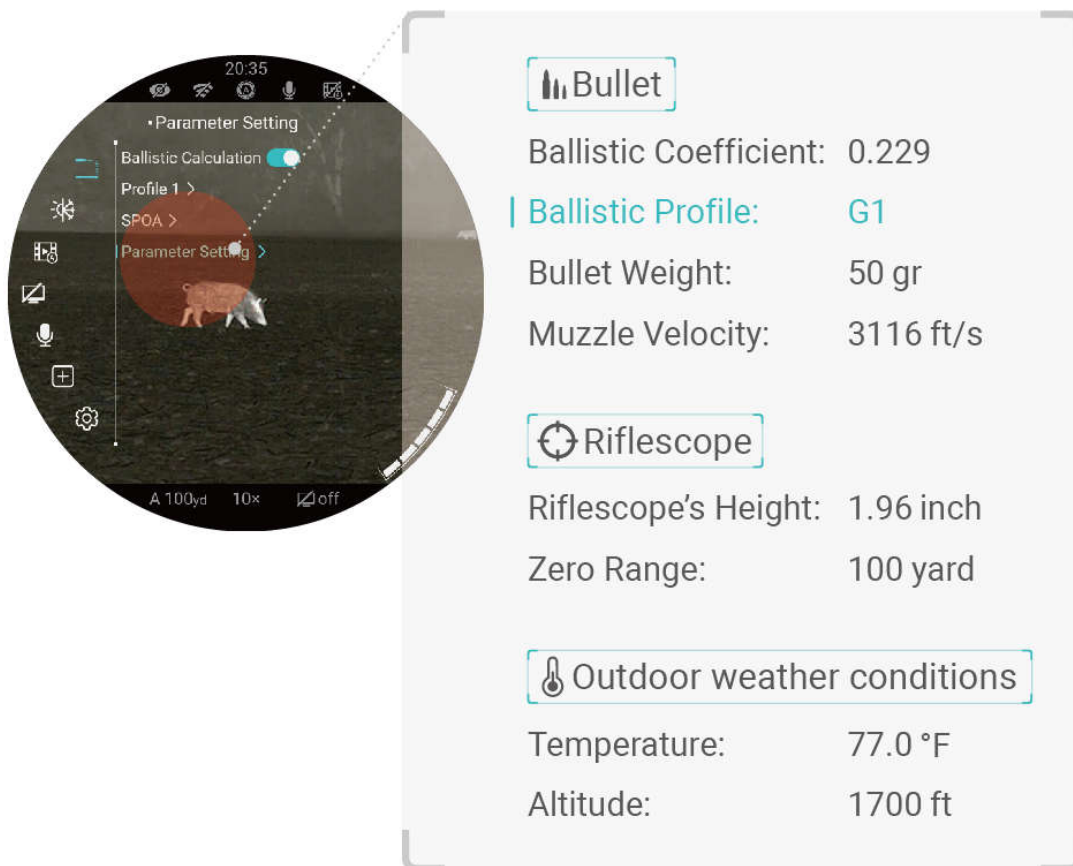 20:35
•Parameter Setting
Ballistic Calculation
Profile 1 >
SPOA >
Parameter Setting >
A 100yd 10× off
Bullet
Ballistic Coefficient: 0.229
Ballistic Profile: G1
Bullet Weight: 50 gr
Muzzle Velocity: 3116 ft/s
Riflescope
Riflescope’s Height: 1.96 inch
Zero Range: 100 yard
Outdoor weather conditions
Temperature: 77.0 °F
Altitude: 1700 ft